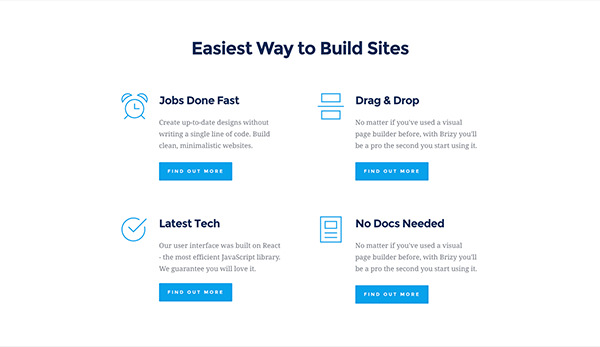 Easiest Way to Build Sites
Jobs Done Fast
Create up-to-date designs without
writing a single line of code. Build
clean, minimalistic websites.
FIND OUT MORE
Drag & Drop
No matter if you've used a visual
page builder before, with Brizy you'll
be a pro the second you start using it.
FIND OUT MORE
Latest Tech
Our user interface was built on React
- the most efficient JavaScript library.
We guarantee you will love it.
FIND OUT MORE
No Docs Needed
No matter if you've used a visual
page builder before, with Brizy you'll
be a pro the second you start using it.
FIND OUT MORE